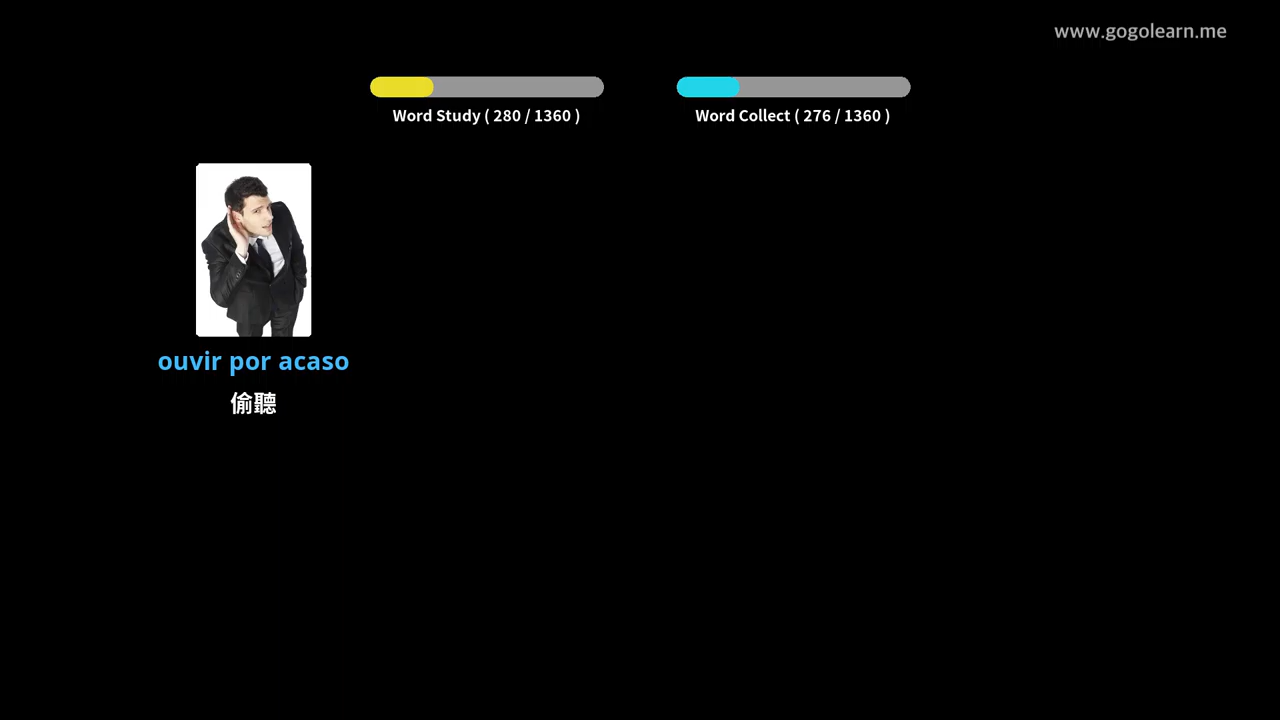 www.gogolearn.me
Word Study ( 280 / 1360 )
Word Collect ( 276 / 1360 )
ouvir por acaso
偷聽